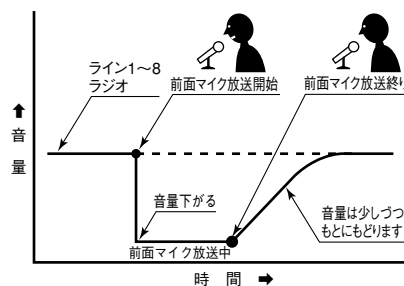 ライン1〜8
ラジオ
前面マイク放送開始
前面マイク放送終り
↑
音
量
音量下がる
前面マイク放送中
音量は少しづつ
もとにもどります
時 間 →